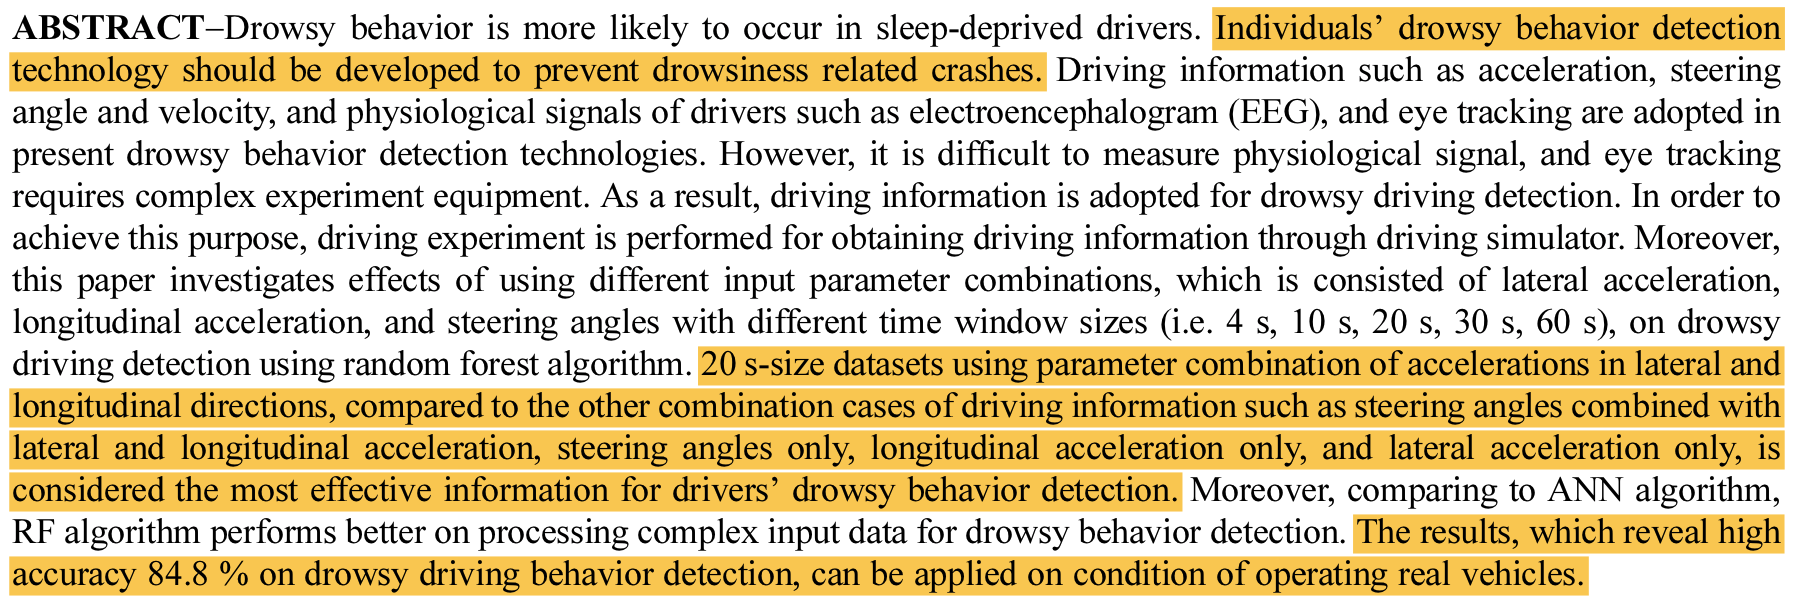 ABSTRACT–Drowsy behavior is more likely to occur in sleep-deprived drivers. Individuals’ drowsy behavior detection
technology should be developed to prevent drowsiness related crashes. Driving information such as acceleration, steering
angle and velocity, and physiological signals of drivers such as electroencephalogram (EEG), and eye tracking are adopted in
present drowsy behavior detection technologies. However, it is difficult to measure physiological signal, and eye tracking
requires complex experiment equipment. As a result, driving information is adopted for drowsy driving detection. In order to
achieve this purpose, driving experiment is performed for obtaining driving information through driving simulator. Moreover,
this paper investigates effects of using different input parameter combinations, which is consisted of lateral acceleration,
longitudinal acceleration, and steering angles with different time window sizes (i.e. 4 s, 10 s, 20 s, 30 s, 60 s), on drowsy
driving detection using random forest algorithm. 20 s-size datasets using parameter combination of accelerations in lateral and
longitudinal directions, compared to the other combination cases of driving information such as steering angles combined with
lateral and longitudinal acceleration, steering angles only, longitudinal acceleration only, and lateral acceleration only, is
considered the most effective information for drivers’ drowsy behavior detection. Moreover, comparing to ANN algorithm,
RF algorithm performs better on processing complex input data for drowsy behavior detection. The results, which reveal high
accuracy 84.8 % on drowsy driving behavior detection, can be applied on condition of operating real vehicles.